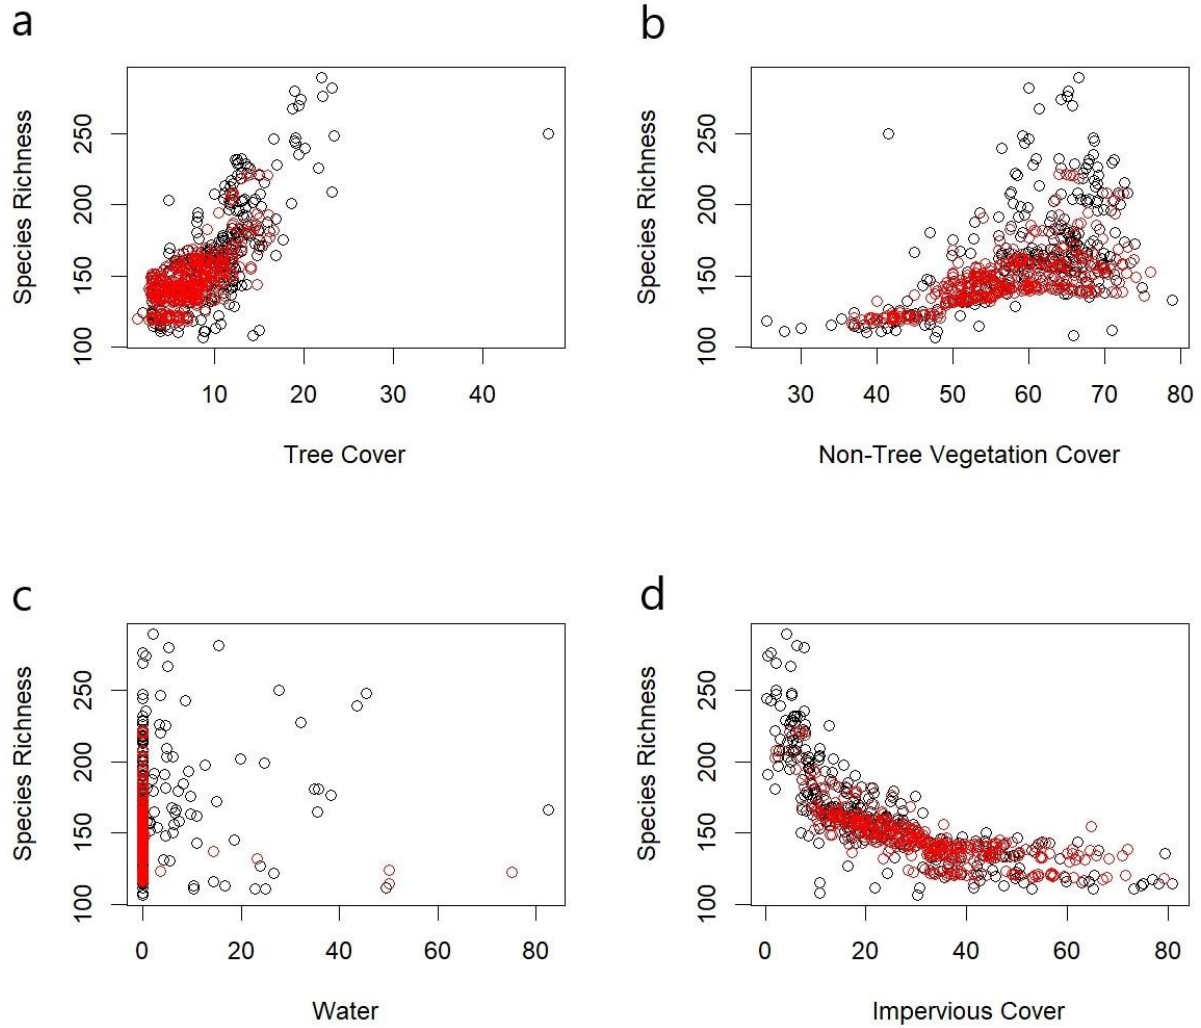 a
b
Species Richness
100 150 200 250
10 20 30 40
Tree Cover
Species Richness
100 150 200 250
30 40 50 60 70 80
Non-Tree Vegetation Cover
c
d
Species Richness
100 150 200 250
0 20 40 60 80
Water
Species Richness
100 150 200 250
0 20 40 60 80
Impervious Cover